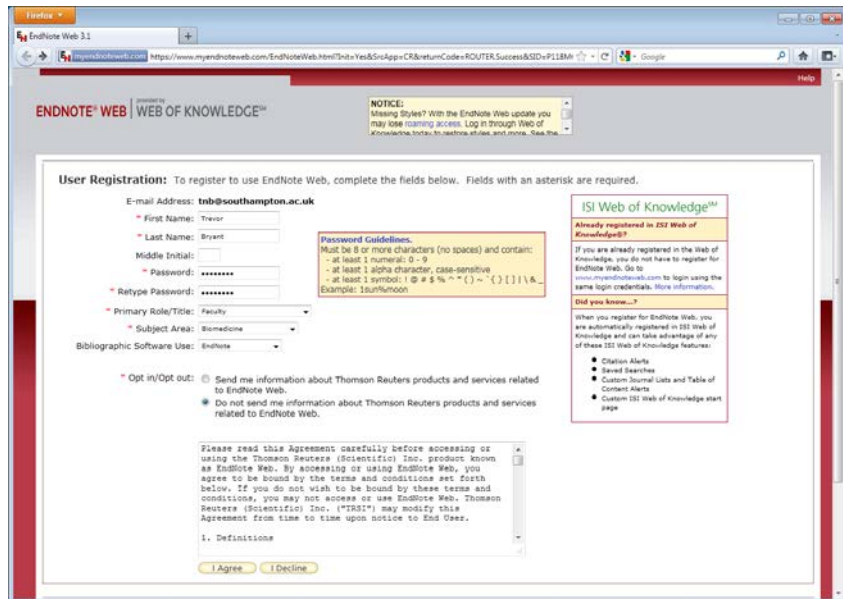 Firefox
EndNote Web 3.1
myendnoteweb.com https://www.myendnoteweb.com/EndNoteWeb.html?Init=Yes&SrcApp=CR&returnCode=ROUTER.Success&SID=P118M
Google
Help
ENDNOTE® WEB | provided by WEB OF KNOWLEDGE℠
NOTICE:
Missing Styles? With the EndNote Web update you
may lose roaming access. Log in through Web of
Knowledge today to restore styles and more. See the
User Registration: To register to use EndNote Web, complete the fields below. Fields with an asterisk are required.
E-mail Address: tnb@southampton.ac.uk
* First Name: Trevor
* Last Name: Bryant
Middle Initial:
* Password: ••••••••
* Retype Password: ••••••••
* Primary Role/Title: Faculty
* Subject Area: Biomedicine
Bibliographic Software Use: EndNote
Password Guidelines.
Must be 8 or more characters (no spaces) and contain:
- at least 1 numeral: 0 - 9
- at least 1 alpha character, case-sensitive
- at least 1 symbol: ! @ # $ % ^ * ( ) ~ ` { } [ ] | \ & _
Example: 1sun%moon
* Opt in/Opt out: Send me information about Thomson Reuters products and services related
to EndNote Web.
Do not send me information about Thomson Reuters products and services
related to EndNote Web.
Please read this Agreement carefully before accessing or
using the Thomson Reuters (Scientific) Inc. product known
as EndNote Web. By accessing or using EndNote Web, you
agree to be bound by the terms and conditions set forth
below. If you do not wish to be bound by these terms and
conditions, you may not access or use EndNote Web. Thomson
Reuters (Scientific) Inc. ("TRSI") may modify this
Agreement from time to time upon notice to End User.
1. Definitions
I Agree I Decline
ISI Web of Knowledge℠
Already registered in ISI Web of
Knowledge®?
If you are already registered in the Web of
Knowledge, you do not have to register for
EndNote Web. Go to
www.myendnoteweb.com to login using the
same login credentials. More information.
Did you know...?
When you register for EndNote Web, you
are automatically registered in ISI Web of
Knowledge and can take advantage of any
of these ISI Web of Knowledge features:
Citation Alerts
Saved Searches
Custom Journal Lists and Table of
Content Alerts
Custom ISI Web of Knowledge start
page